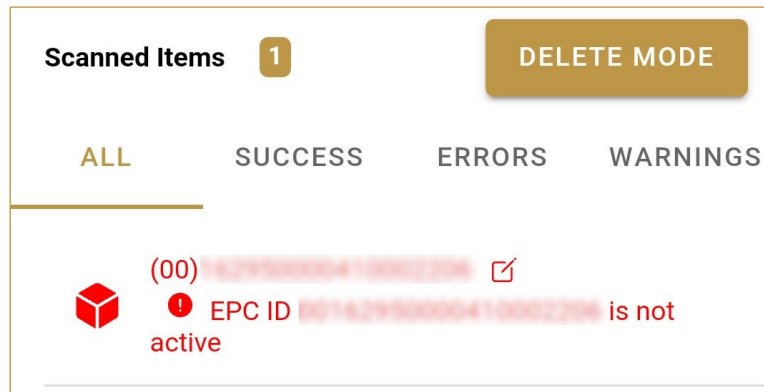 Scanned Items 1 DELETE MODE
ALL SUCCESS ERRORS WARNINGS
(00)
EPC ID is not
active